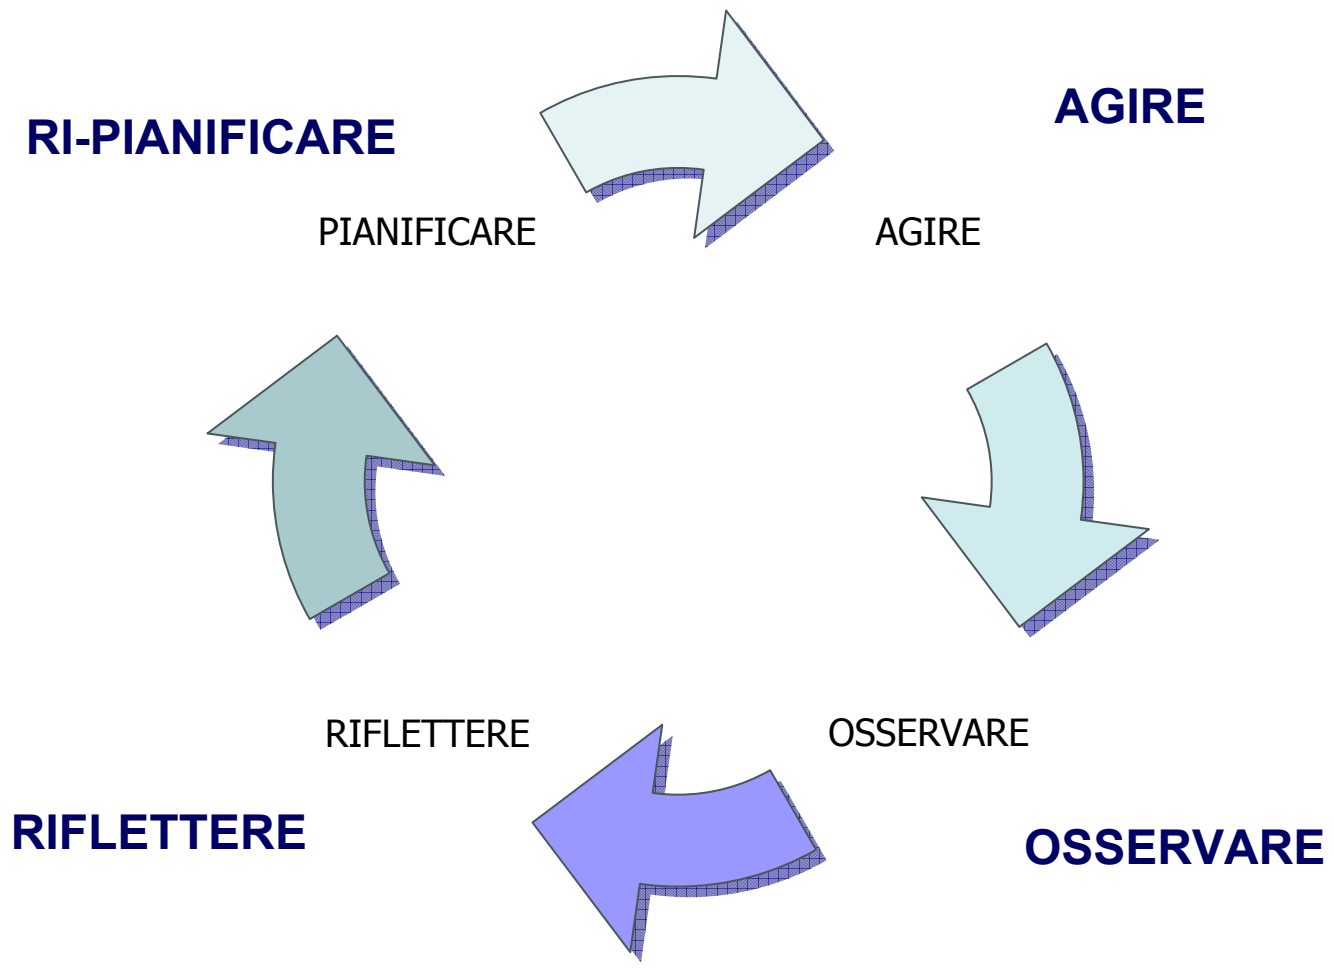 RI-PIANIFICARE
AGIRE
PIANIFICARE
AGIRE
RIFLETTERE
OSSERVARE
RIFLETTERE
OSSERVARE